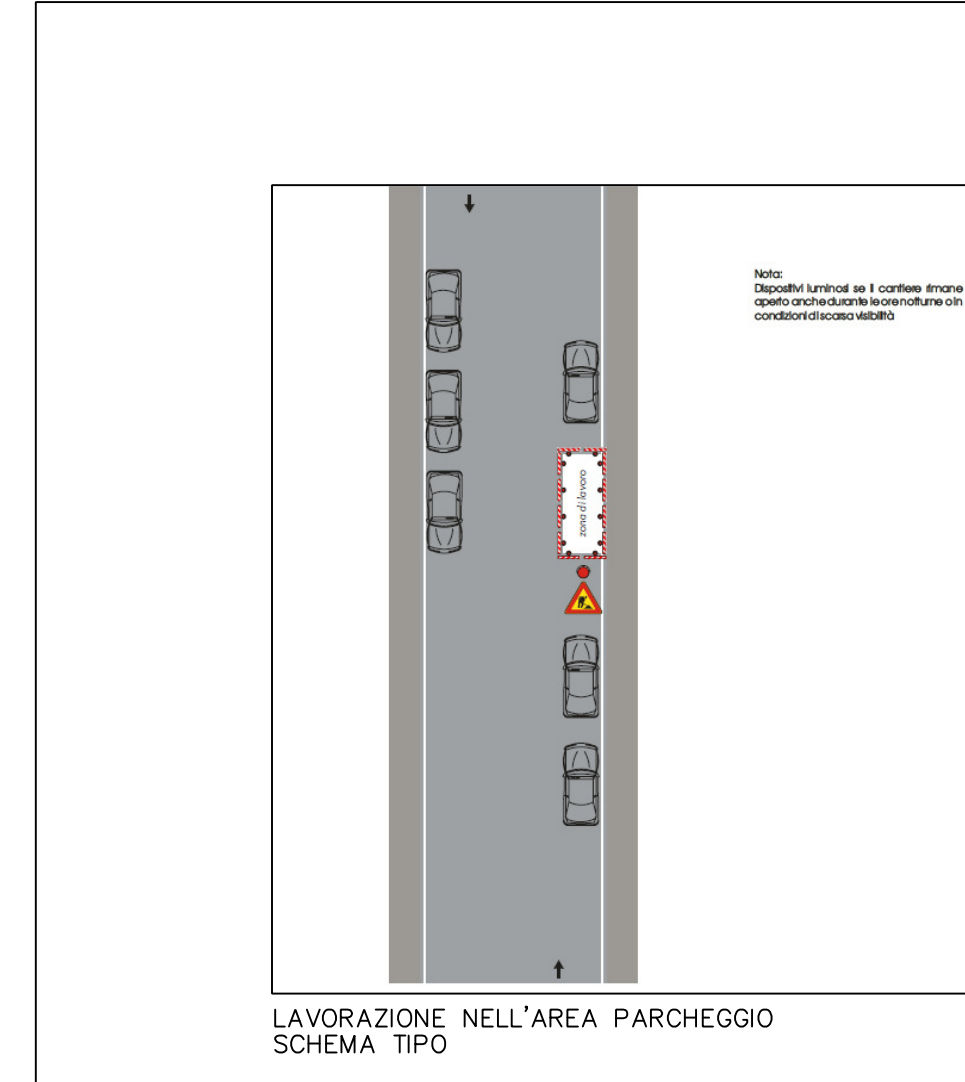 Nota:
Dispositivi luminosi se il cantiere rimane
aperto anche durante le ore notturne o in
condizioni di scarsa visibilità
zona di lavoro
LAVORAZIONE NELL'AREA PARCHEGGIO
SCHEMA TIPO